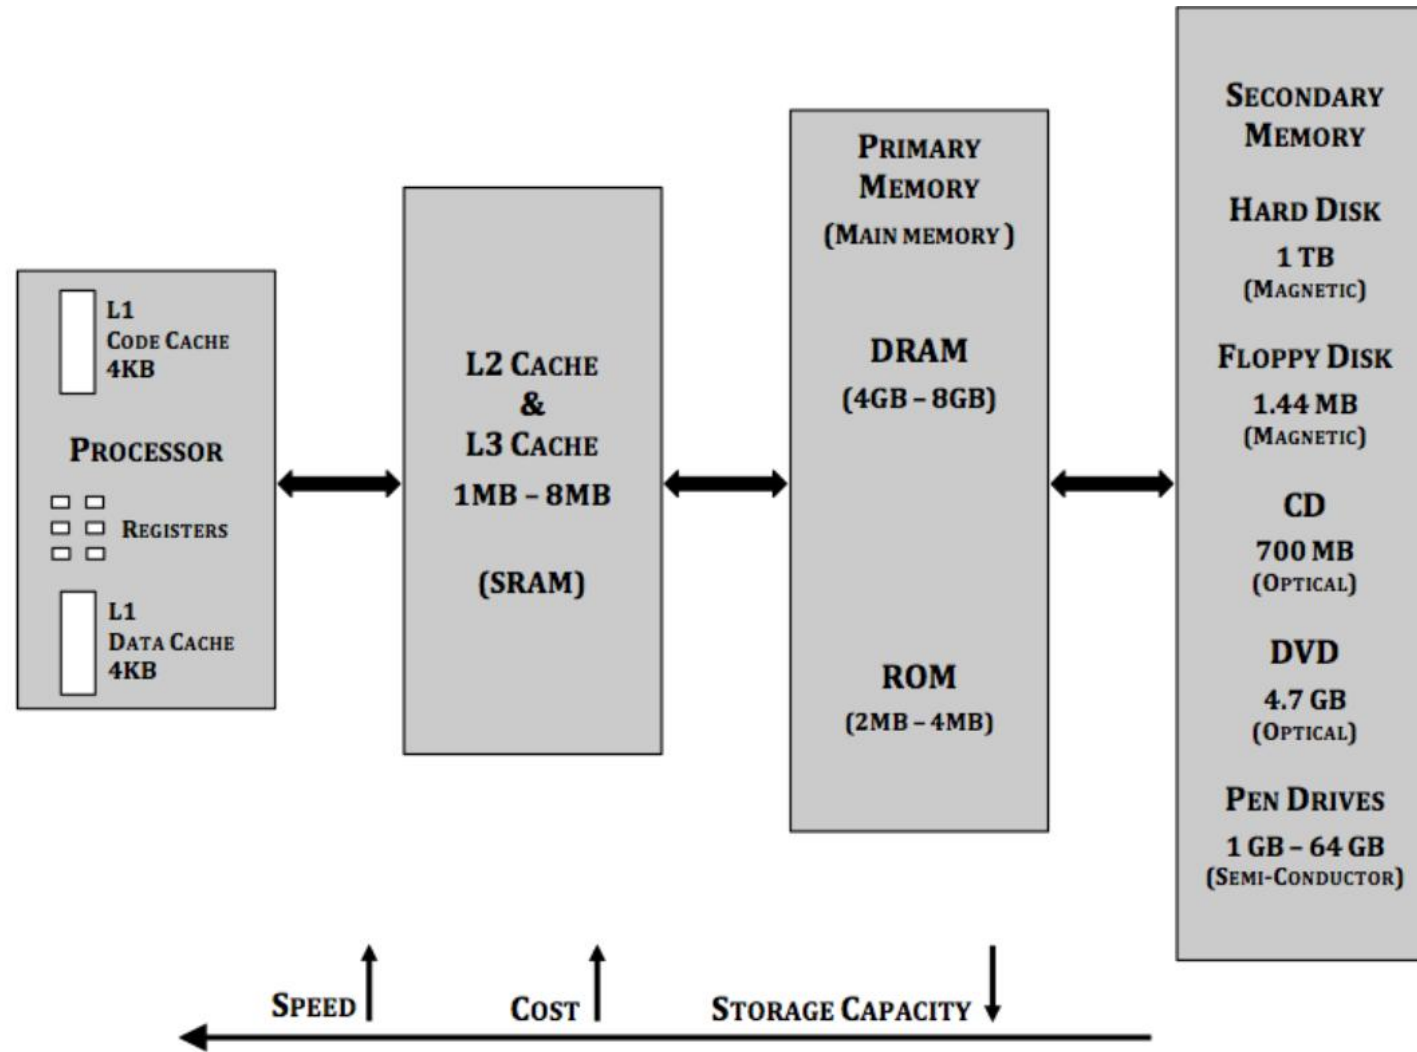 L1
CODE CACHE
4KB
PROCESSOR
REGISTERS
L1
DATA CACHE
4KB
L2 CACHE
&
L3 CACHE
1MB – 8MB
(SRAM)
PRIMARY
MEMORY
(MAIN MEMORY )
DRAM
(4GB – 8GB)
ROM
(2MB – 4MB)
SECONDARY
MEMORY
HARD DISK
1 TB
(MAGNETIC)
FLOPPY DISK
1.44 MB
(MAGNETIC)
CD
700 MB
(OPTICAL)
DVD
4.7 GB
(OPTICAL)
PEN DRIVES
1 GB – 64 GB
(SEMI-CONDUCTOR)
SPEED
COST
STORAGE CAPACITY